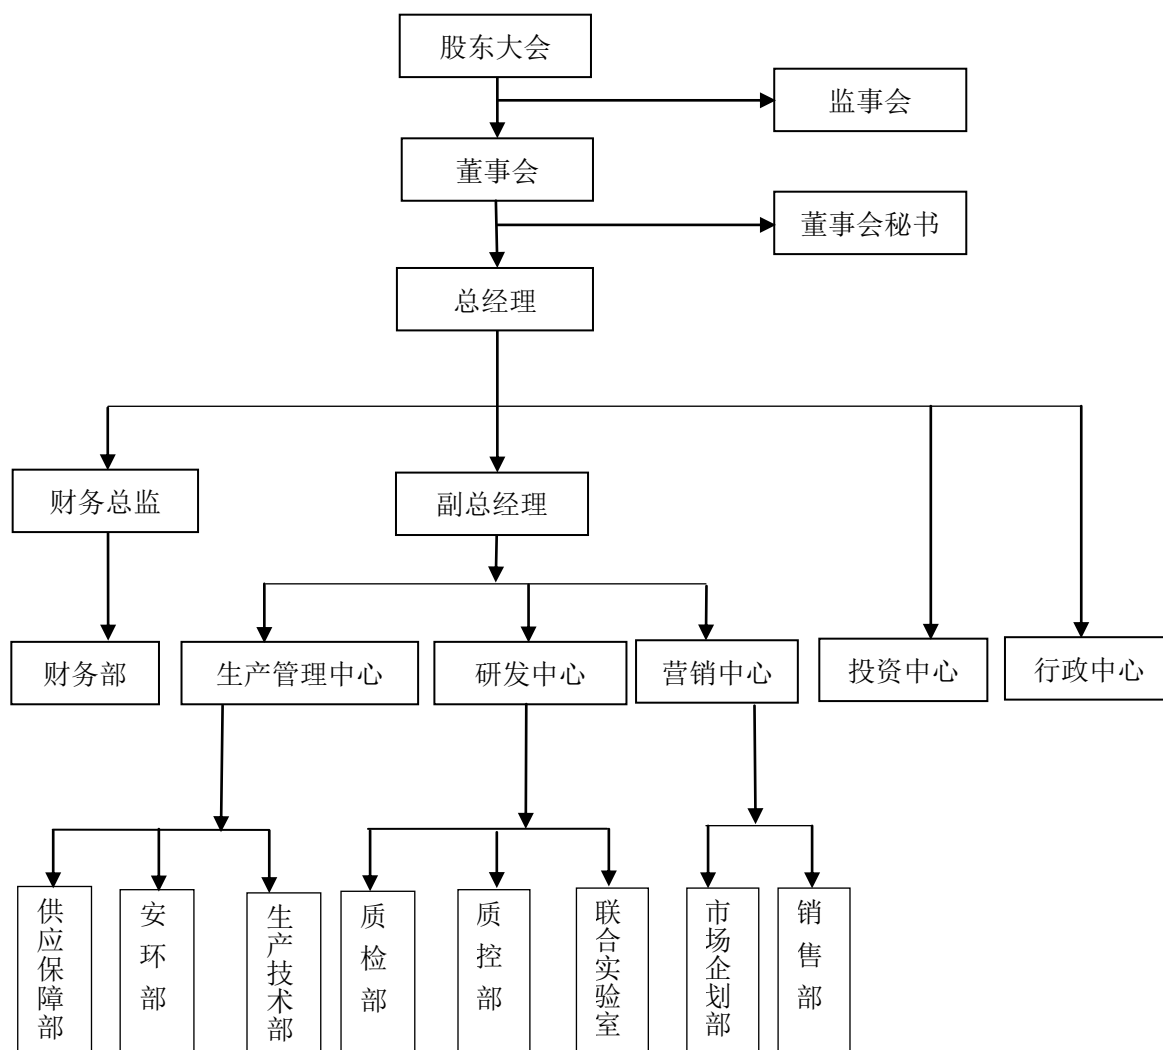 股东大会
监事会
董事会
董事会秘书
总经理
财务总监
副总经理
财务部
生产管理中心
研发中心
营销中心
投资中心
行政中心
供应保障部
安环部
生产技术部
质检部
质控部
联合实验室
市场企划部
销售部